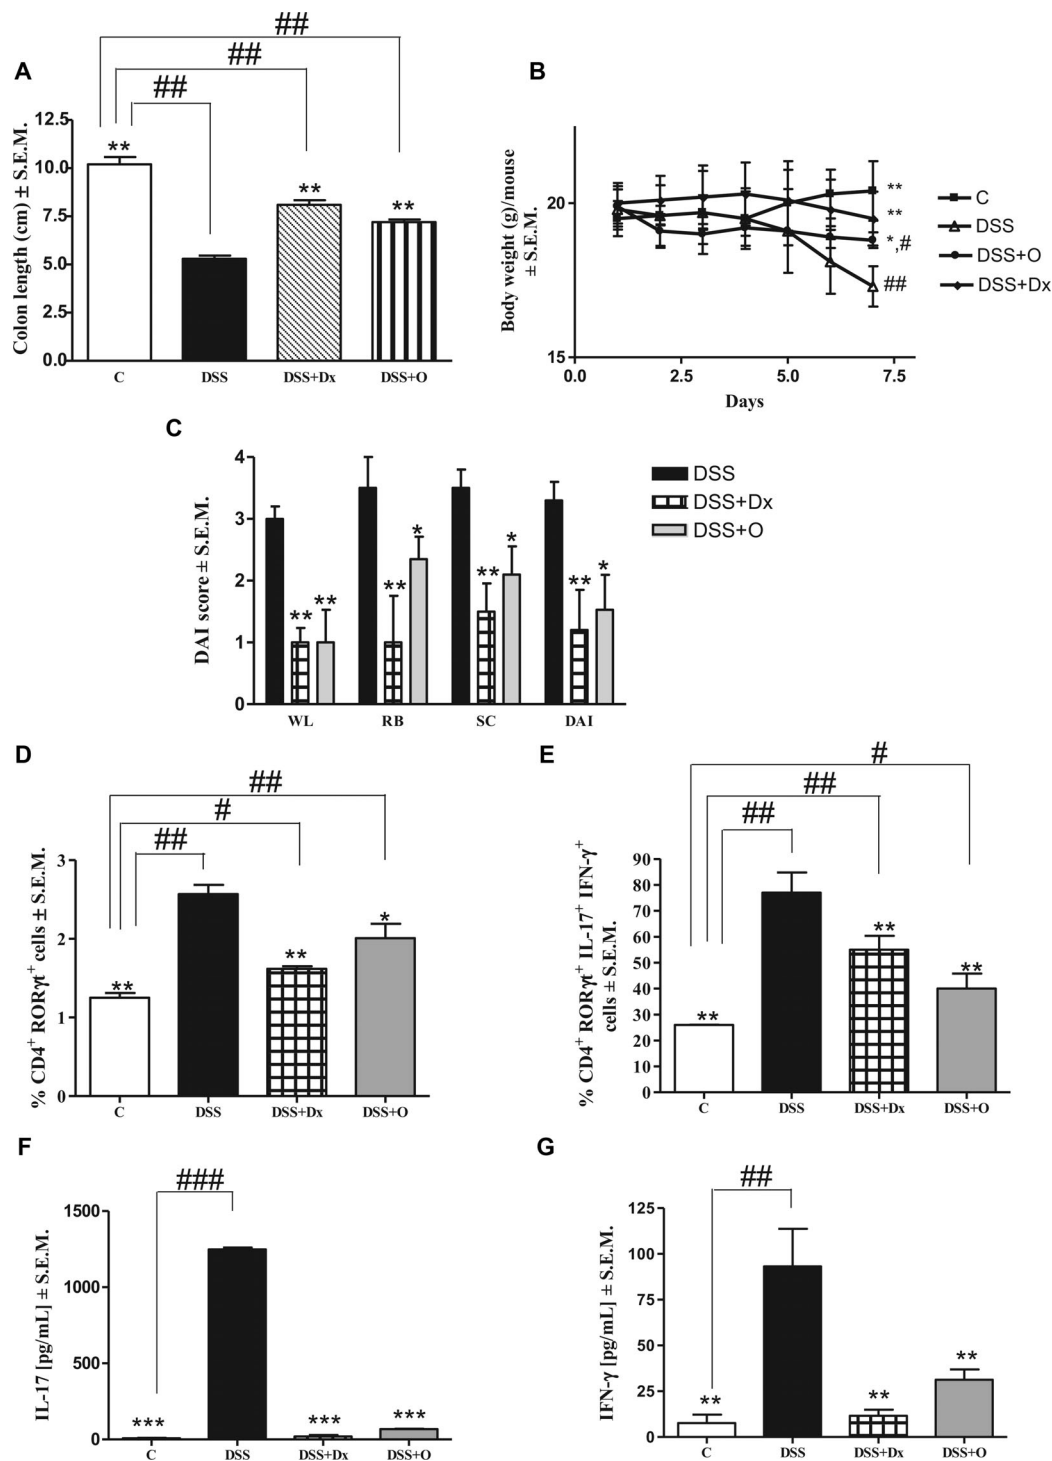 ##
##
##
A
Colon length (cm) ± S.E.M.
12.5
10.0
7.5
5.0
2.5
0.0
**
**
**
C DSS DSS+Dx DSS+O
B
Body weight (g)/mouse
± S.E.M.
20
15
**
**
*,#
##
0.0 2.5 5.0 7.5
Days
C
DSS
DSS+O
DSS+Dx
C
DAI score ± S.E.M.
4
3
2
1
0
** **
** *
** *
** *
WL RB SC DAI
DSS
DSS+Dx
DSS+O
D
##
#
##
% CD4+ RORγt+ cells ± S.E.M.
3
2
1
0
**
**
*
C DSS DSS+Dx DSS+O
E
#
##
##
% CD4+ RORγt+ IL-17+ IFN-γ+
cells ± S.E.M.
90
80
70
60
50
40
30
20
10
0
**
**
**
C DSS DSS+Dx DSS+O
F
###
IL-17 [pg/mL] ± S.E.M.
1500
1000
500
0
***
***
***
C DSS DSS+Dx DSS+O
G
##
IFN-γ [pg/mL] ± S.E.M.
125
100
75
50
25
0
**
**
**
C DSS DSS+Dx DSS+O